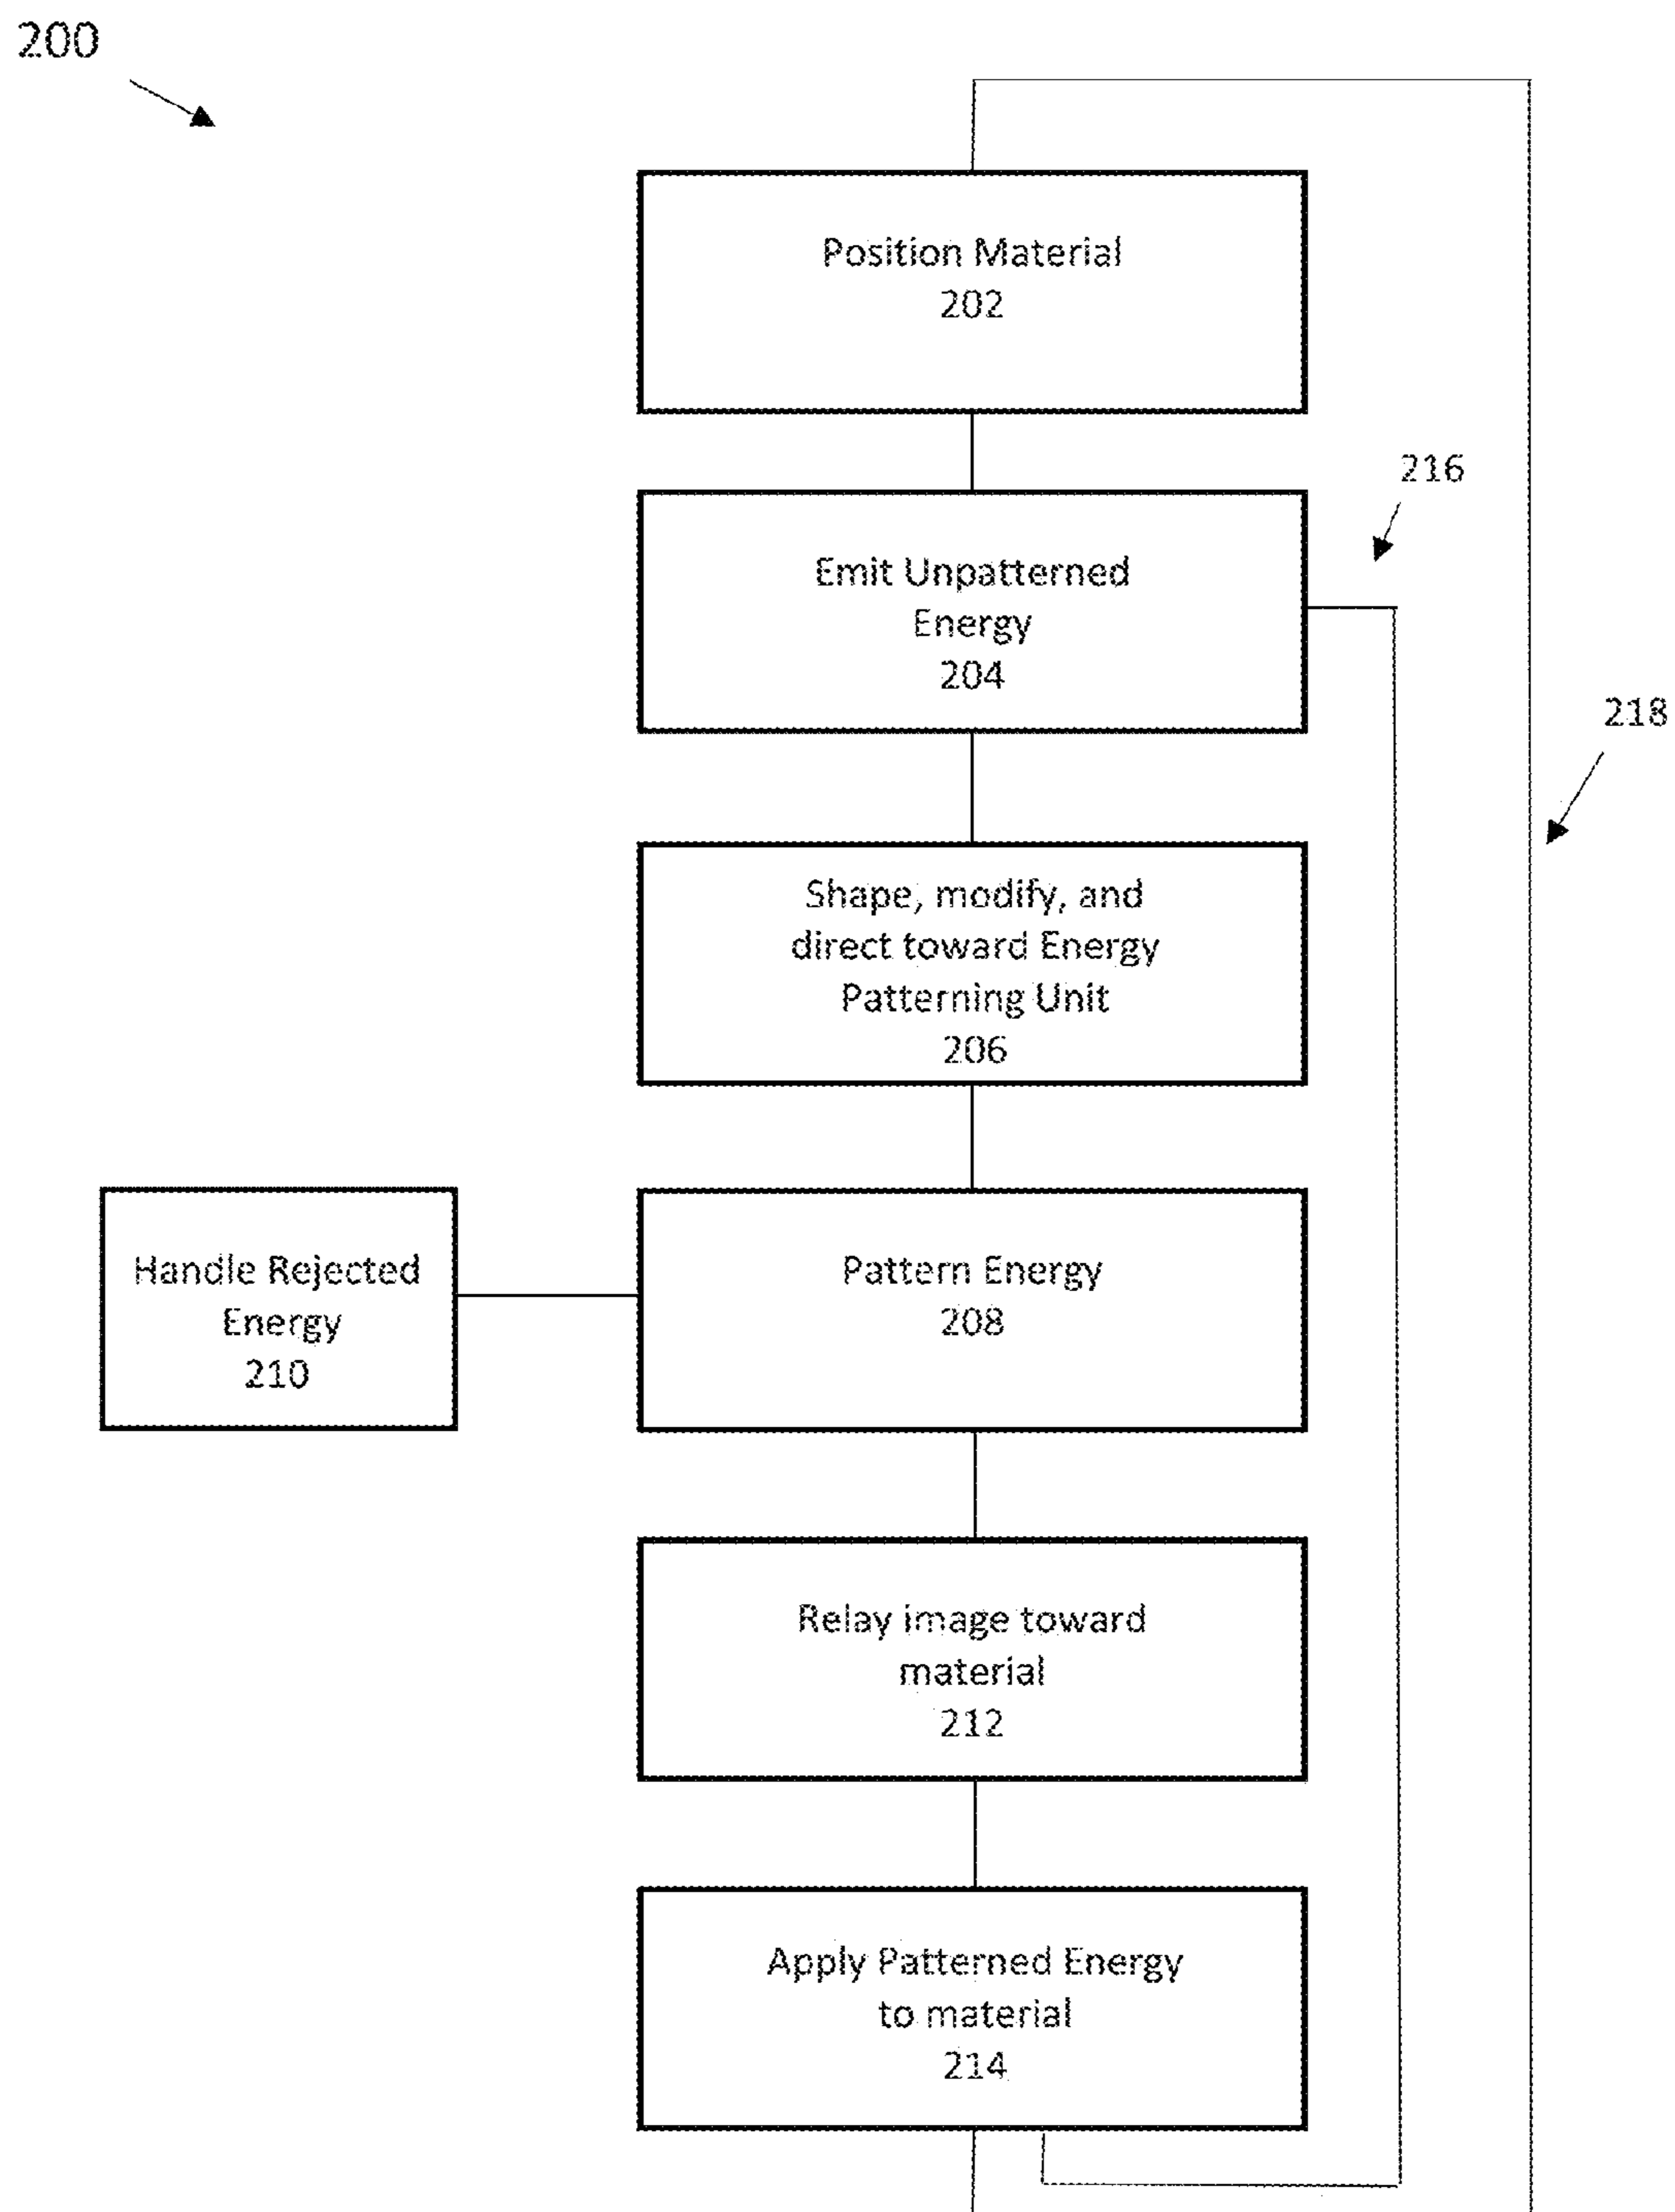 200
Position Material
202
216
Emit Unpatterned
Energy
204
218
Shape, modify, and
direct toward Energy
Patterning Unit
206
Handle Rejected
Energy
210
Pattern Energy
208
Relay image toward
material
212
Apply Patterned Energy
to material
214